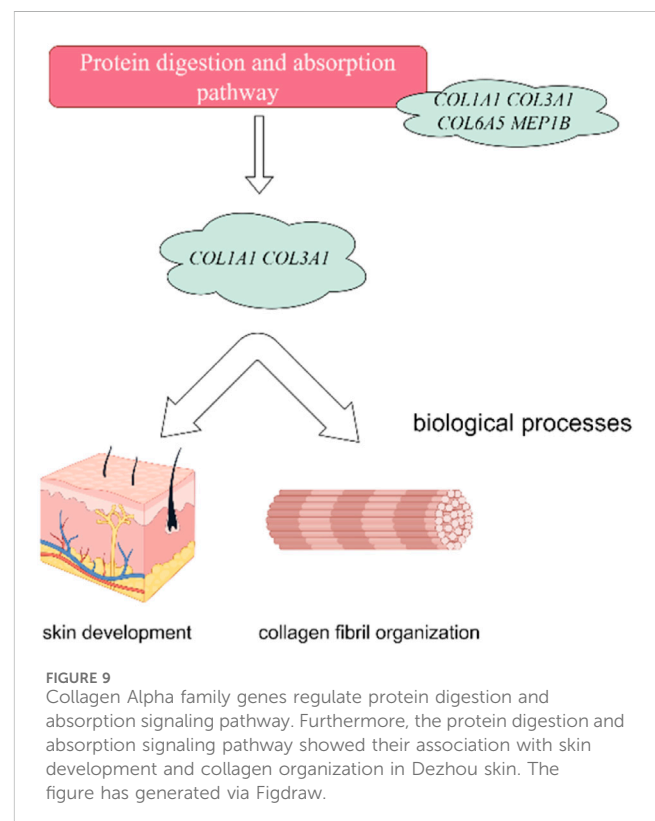 Protein digestion and absorption
pathway
COL1A1 COL3A1
COL6A5 MEP1B
COL1A1 COL3A1
biological processes
skin development
collagen fibril organization
FIGURE 9
Collagen Alpha family genes regulate protein digestion and
absorption signaling pathway. Furthermore, the protein digestion and
absorption signaling pathway showed their association with skin
development and collagen organization in Dezhou skin. The
figure has generated via Figdraw.